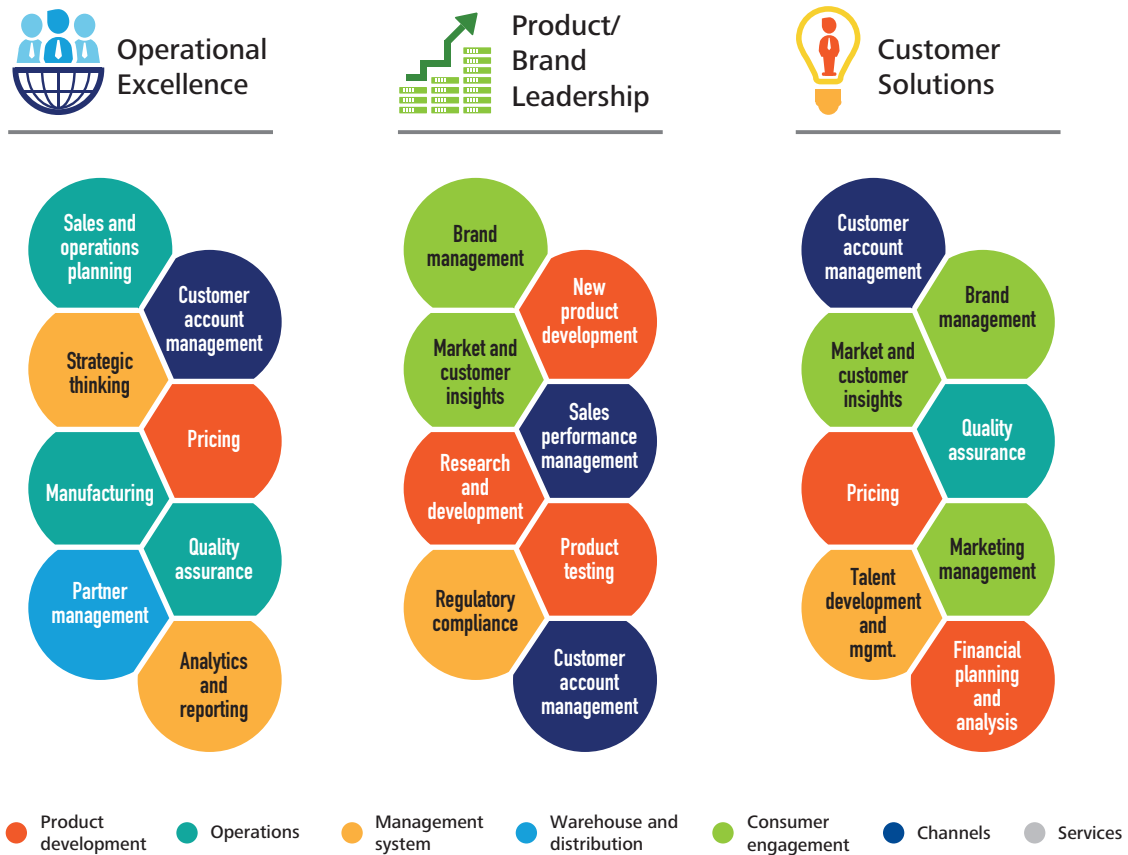 Operational
Excellence
Product/
Brand
Leadership
Customer
Solutions
Sales and
operations
planning
Customer
account
management
Strategic
thinking
Pricing
Manufacturing
Quality
assurance
Partner
management
Analytics
and
reporting
Brand
management
New
product
development
Market and
customer
insights
Sales
performance
management
Research
and
development
Product
testing
Regulatory
compliance
Customer
account
management
Customer
account
management
Brand
management
Market and
customer
insights
Quality
assurance
Pricing
Marketing
management
Talent
development
and
mgmt.
Financial
planning
and
analysis
Product
development
Operations
Management
system
Warehouse and
distribution
Consumer
engagement
Channels
Services